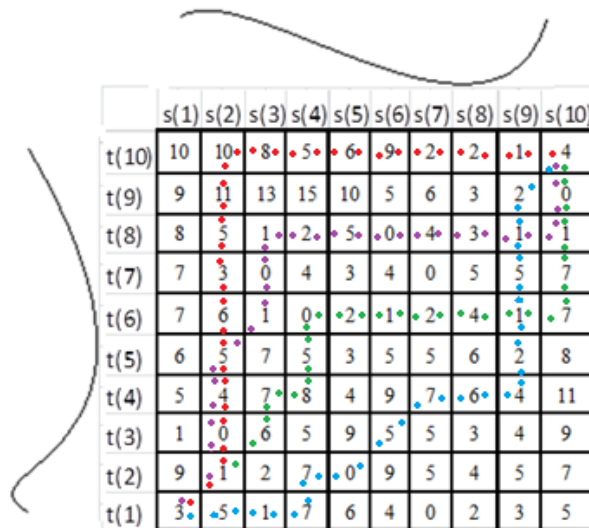 s(1) s(2) s(3) s(4) s(5) s(6) s(7) s(8) s(9) s(10)
t(10) 10 10 8 5 6 9 2 2 1 4
t(9) 9 11 13 15 10 5 6 3 2 0
t(8) 8 5 1 2 5 0 4 3 1 1
t(7) 7 3 0 4 3 4 0 5 5 7
t(6) 7 6 1 0 2 1 2 4 1 7
t(5) 6 5 7 5 3 5 5 6 2 8
t(4) 5 4 7 8 4 9 7 6 4 11
t(3) 1 0 6 5 9 5 5 3 4 9
t(2) 9 1 2 7 0 9 5 4 5 7
t(1) 3 5 1 7 6 4 0 2 3 5